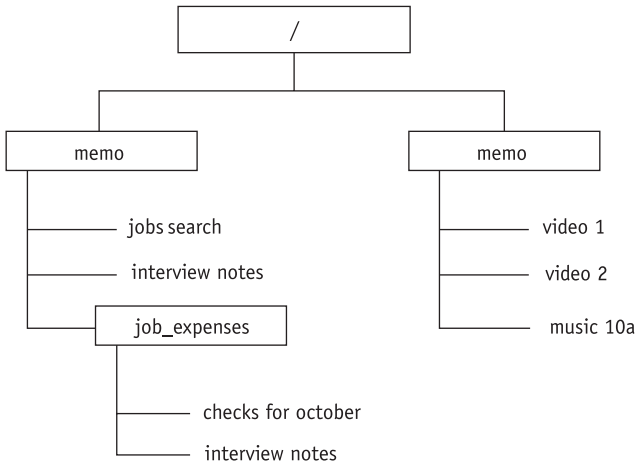 /
memo
memo
jobs search
interview notes
job_expenses
checks for october
interview notes
video 1
video 2
music 10a